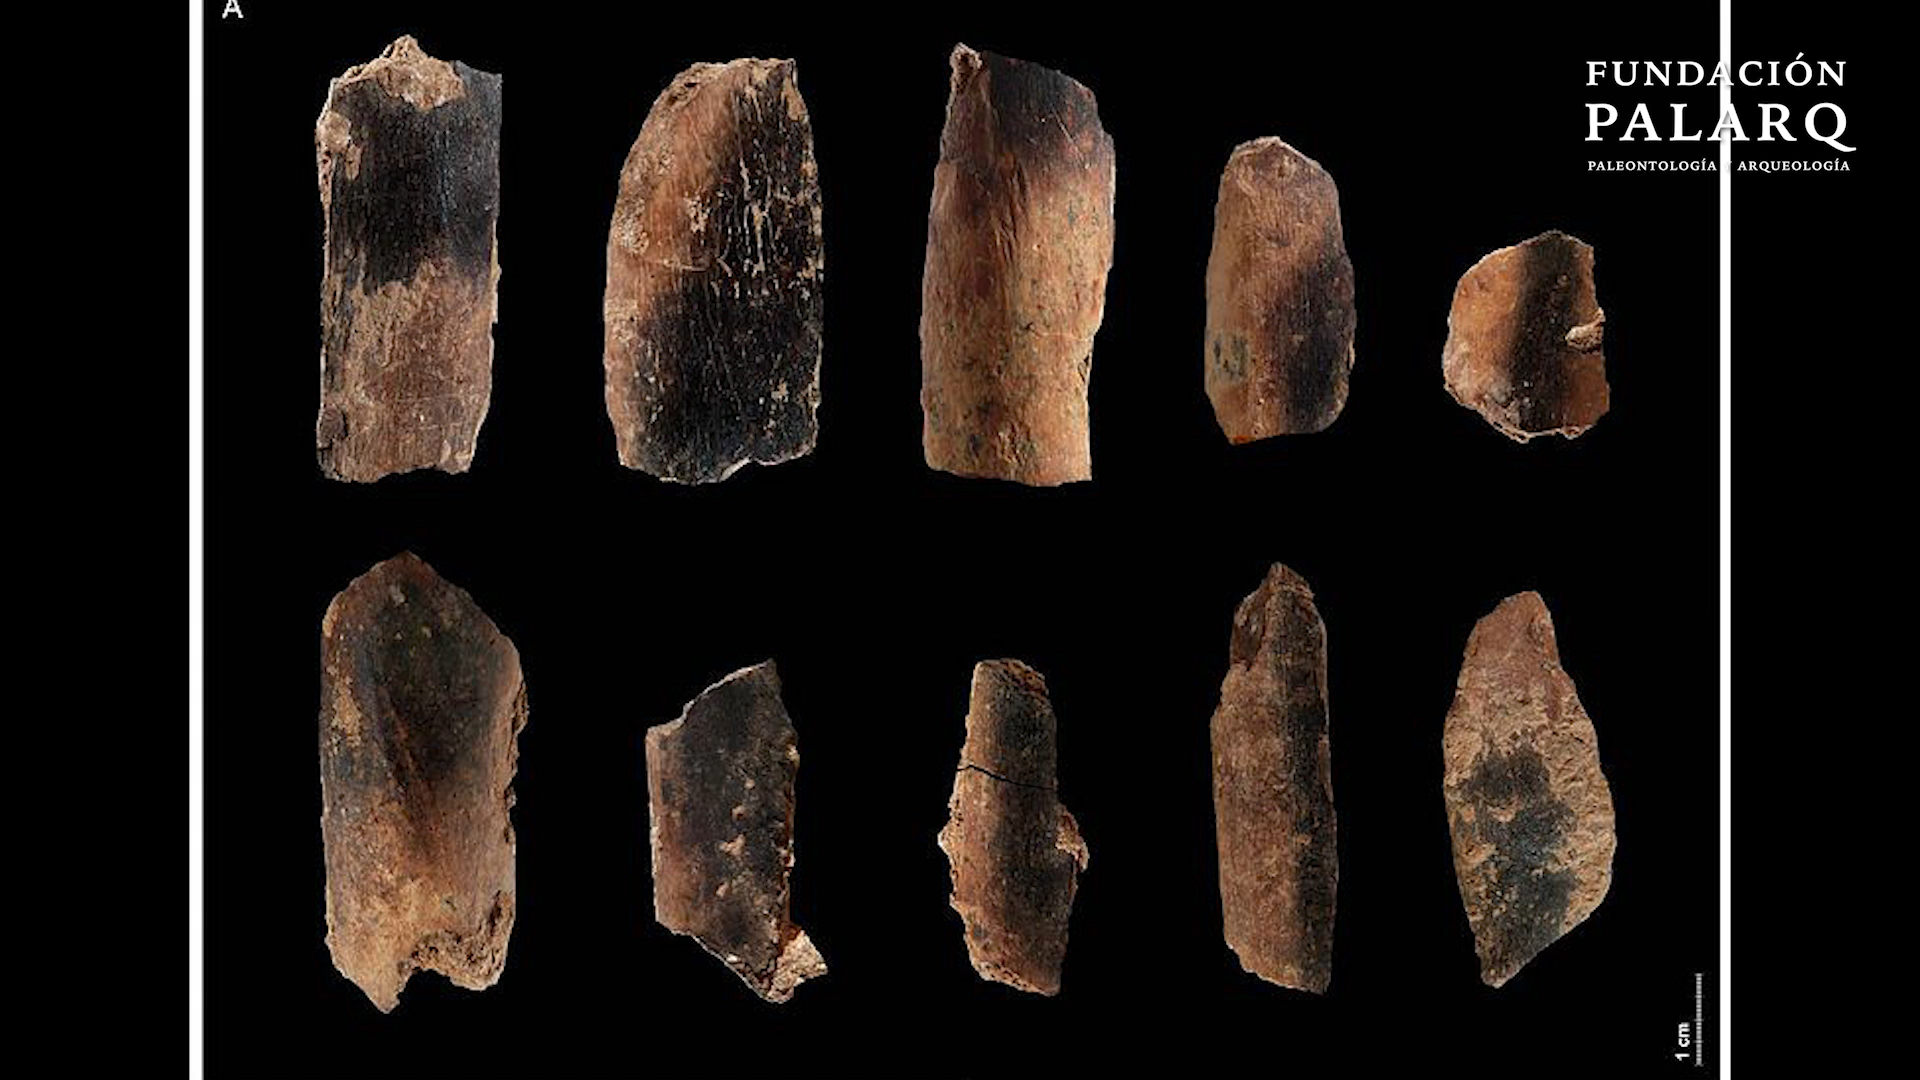 A
FUNDACIÓN
PALARQ
PALEONTOLOGÍA Y ARQUEOLOGÍA
1 cm